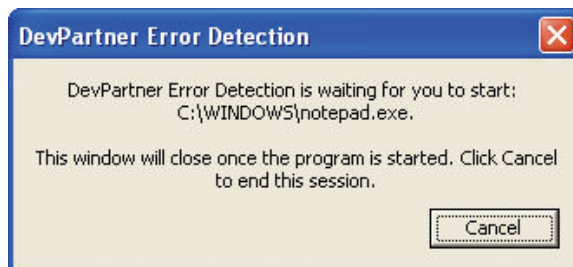 DevPartner Error Detection
DevPartner Error Detection is waiting for you to start:
C:\WINDOWS\notepad.exe.
This window will close once the program is started. Click Cancel
to end this session.
Cancel